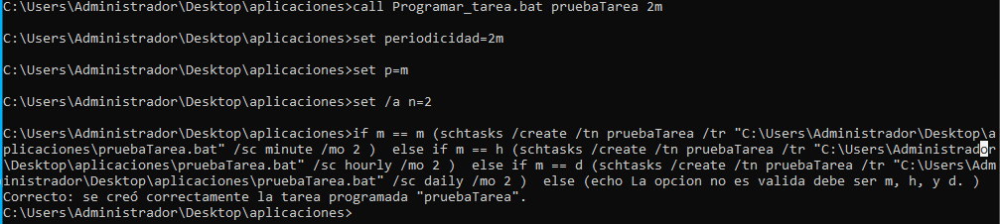 C:\Users\Administrador\Desktop\aplicaciones>call Programar_tarea.bat pruebaTarea 2m
C:\Users\Administrador\Desktop\aplicaciones>set periodicidad=2m
C:\Users\Administrador\Desktop\aplicaciones>set p=m
C:\Users\Administrador\Desktop\aplicaciones>set /a n=2
C:\Users\Administrador\Desktop\aplicaciones>if m == m (schtasks /create /tn pruebaTarea /tr "C:\Users\Administrador\Desktop\a
plicaciones\pruebaTarea.bat" /sc minute /mo 2 )  else if m == h (schtasks /create /tn pruebaTarea /tr "C:\Users\Administrador
\Desktop\aplicaciones\pruebaTarea.bat" /sc hourly /mo 2 )  else if m == d (schtasks /create /tn pruebaTarea /tr "C:\Users\Adm
inistrador\Desktop\aplicaciones\pruebaTarea.bat" /sc daily /mo 2 )  else (echo La opcion no es valida debe ser m, h, y d. )
Correcto: se creó correctamente la tarea programada "pruebaTarea".
C:\Users\Administrador\Desktop\aplicaciones>